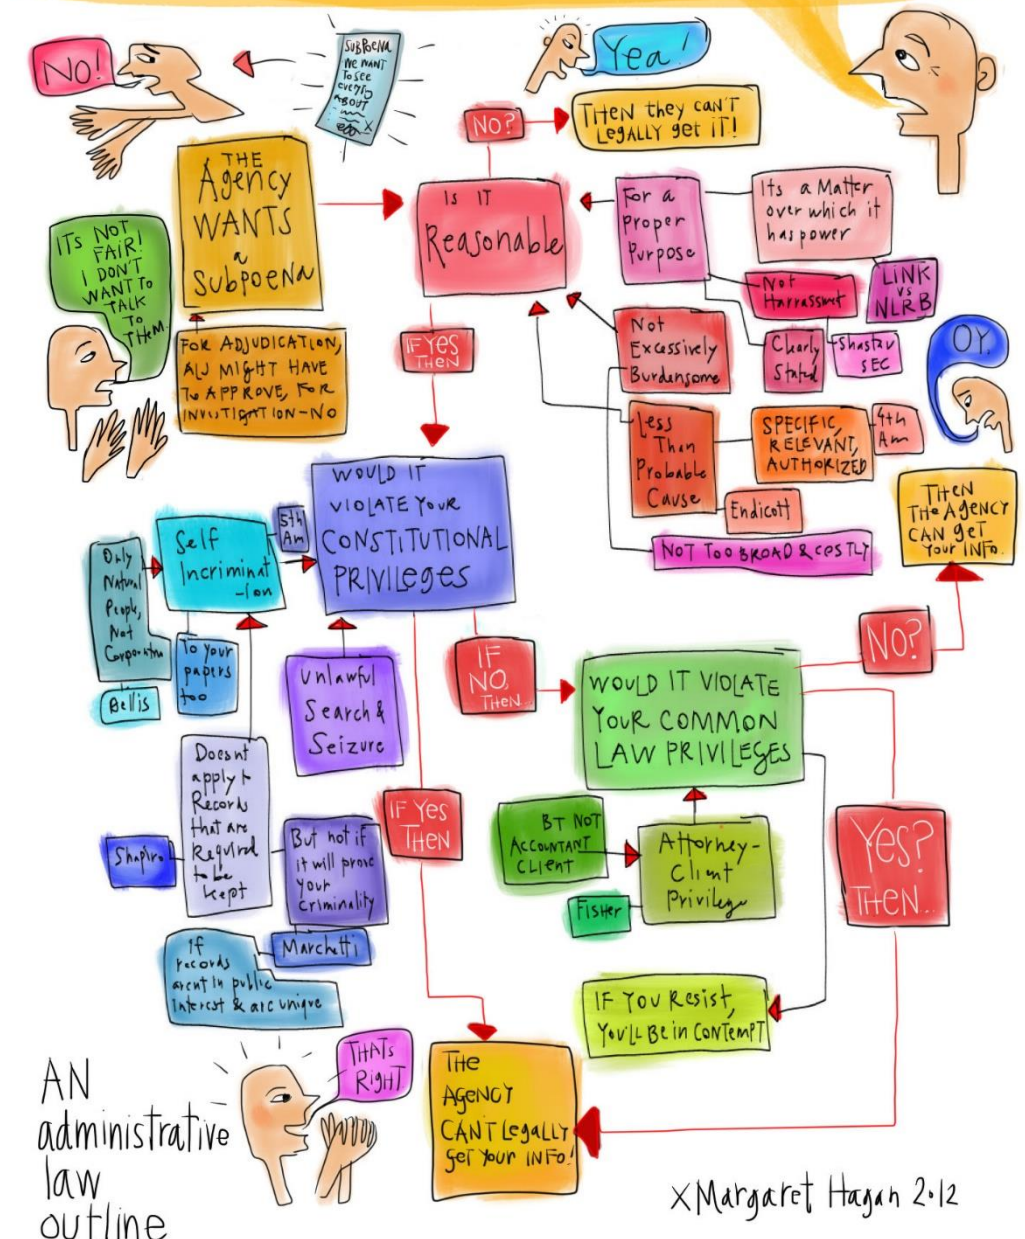 NO!
SUBPOENA
WE WANT
TO SEE
ABOUT
X
Yea!
NO?
THEN they CAN'T
LEGALLY get IT!
THE
Agency
WANTS
a
SUBPOENA
IS IT
Reasonable
For a
Proper
Purpose
Its a Matter
over which it
has power
Not
Harrassmt
LINK
vs
NLRB
Clearly
Stated
Shasta v
SEC
ITs NOT
FAIR!
I DON'T
WANT TO
TALK
TO
THEM.
FOR ADJUDICATION,
ALJ MIGHT HAVE
To APPROVE, FOR
INVSTIGATION-NO
IF YES
THEN
Not
Excessively
Burdensome
OY.
Less
Than
Probable
Cause
SPECIFIC,
RELEVANT,
AUTHORIZED
4th
Am
Endicott
NOT TOO BROAD & COSTLY
THEN
THE AGENCY
CAN get
Your INFO.
WOULD IT
VIOLATE YOUR
CONSTITUTIONAL
PRIVILEGES
5th
Am
Self
Incriminat
-Ion
Only
Natural
People,
Not
Bellis
To your
papers
too
Unlawful
Search &
Seizure
IF
NO,
THEN
WOULD IT VIOLATE
YOUR COMMON
LAW PRIVILEGES
NO?
Doesnt
apply to
Records
that are
Required
to be
kept
Shapiro
But not if
it will prove
your
criminality
Marchetti
If
records
arent in public
interest & are unique
IF Yes
THEN
BT NOT
ACCOUNTANT
CLIENT
Attorney-
Client
Privilege
Fisher
Yes?
THEN...
IF YOU Resist,
You'll Be in CONTEMPT
THATs
RIgHT
THE
AgENCY
CANT LegALLY
get Your INFO!
AN
administrative
law
outline
X Margaret Hagan 2012